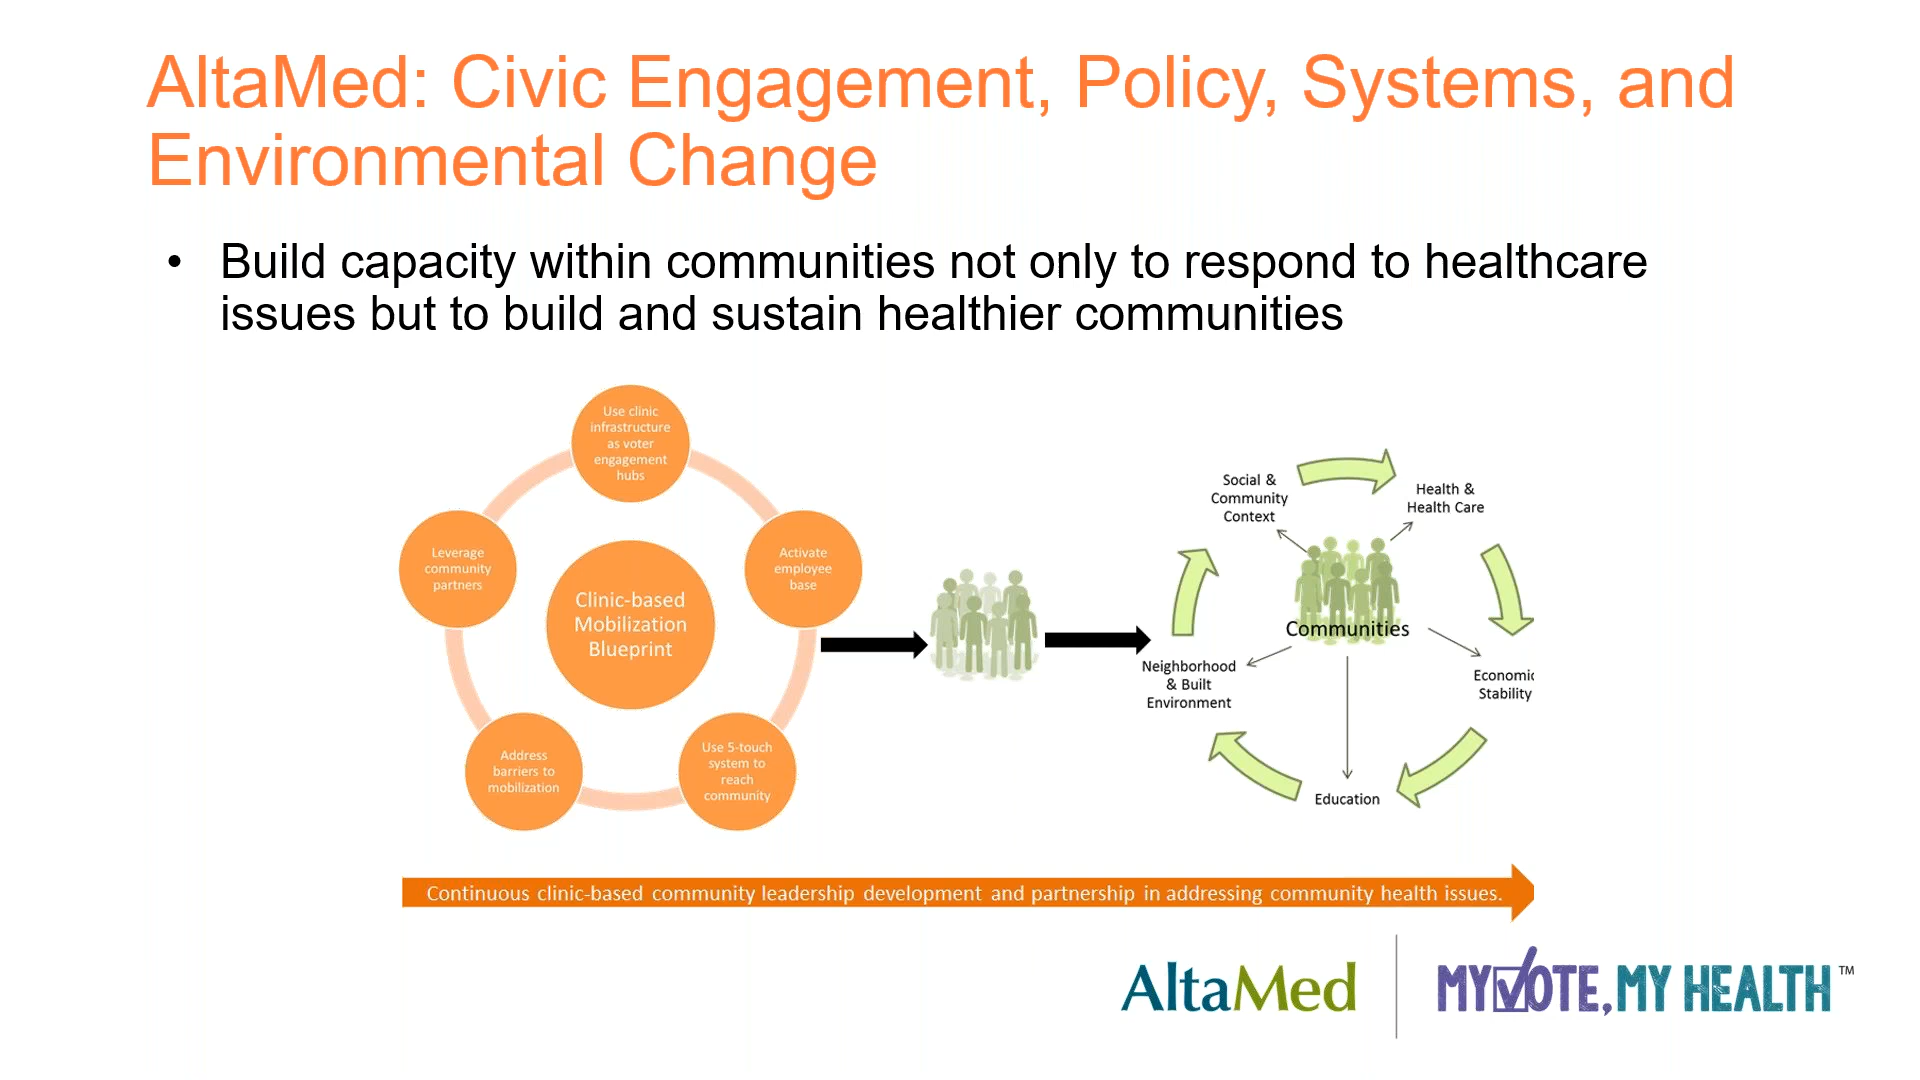 AltaMed: Civic Engagement, Policy, Systems, and
Environmental Change
• Build capacity within communities not only to respond to healthcare
issues but to build and sustain healthier communities
Use clinic
infrastructure
as voter
engagement
hubs
Leverage
community
partners
Activate
employee
base
Clinic-based
Mobilization
Blueprint
Address
barriers to
mobilization
Use 5-touch
system to
reach
community
Social &
Community
Context
Health &
Health Care
Communities
Neighborhood
& Built
Environment
Economic
Stability
Education
Continuous clinic-based community leadership development and partnership in addressing community health issues.
AltaMed
MY VOTE, MY HEALTH™